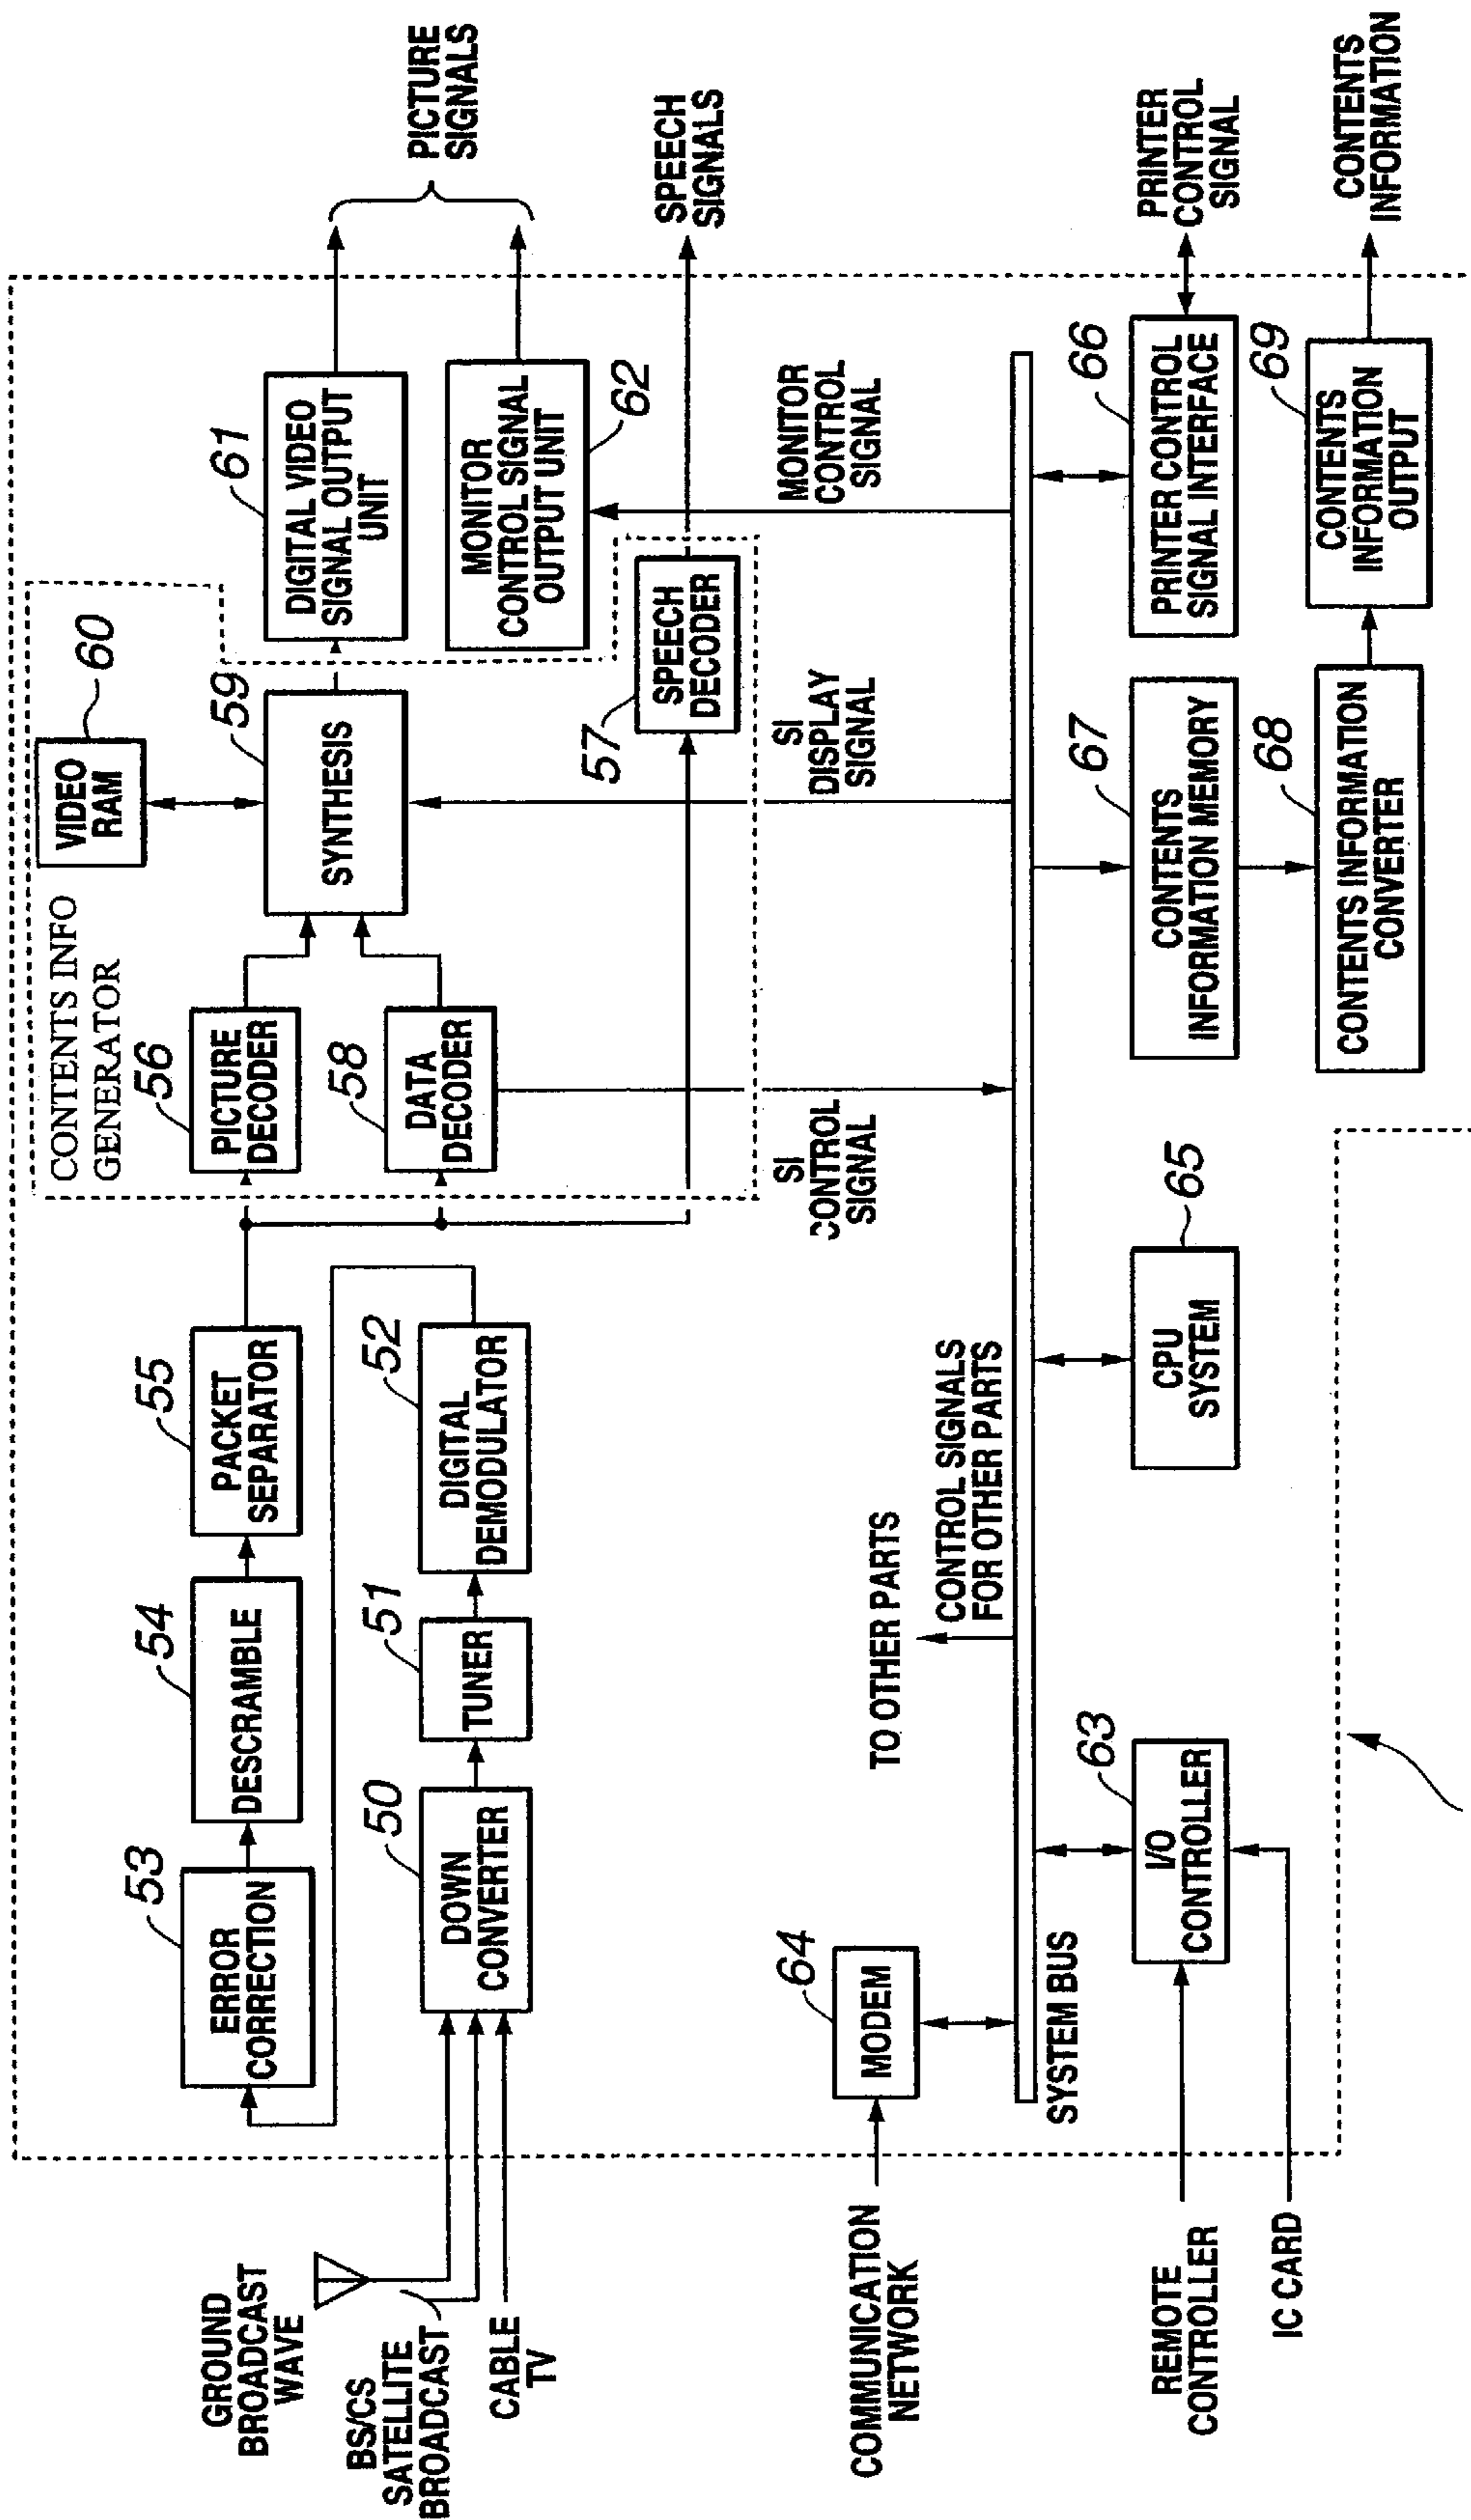 GROUND
BROADCAST
WAVE
BS/CS
SATELLITE
BROADCAST
CABLE
TV
53
ERROR
CORRECTION
54
DESCRAMBLE
55
PACKET
SEPARATOR
50
DOWN
CONVERTER
51
TUNER
52
DIGITAL
DEMODULATOR
CONTENTS INFO
GENERATOR
56
PICTURE
DECODER
58
DATA
DECODER
VIDEO
RAM
60
59
SYNTHESIS
57
SPEECH
DECODER
61
DIGITAL VIDEO
SIGNAL OUTPUT
UNIT
MONITOR
CONTROL SIGNAL
OUTPUT UNIT
62
PICTURE
SIGNALS
SPEECH
SIGNALS
COMMUNICATION
NETWORK
64
MODEM
TO OTHER PARTS
CONTROL SIGNALS
FOR OTHER PARTS
SI
CONTROL
SIGNAL
SI
DISPLAY
SIGNAL
MONITOR
CONTROL
SIGNAL
SYSTEM BUS
REMOTE
CONTROLLER
IC CARD
63
I/O
CONTROLLER
CPU
SYSTEM
65
67
CONTENTS
INFORMATION MEMORY
68
CONTENTS INFORMATION
CONVERTER
66
PRINTER CONTROL
SIGNAL INTERFACE
69
CONTENTS
INFORMATION
OUTPUT
PRINTER
CONTROL
SIGNAL
CONTENTS
INFORMATION